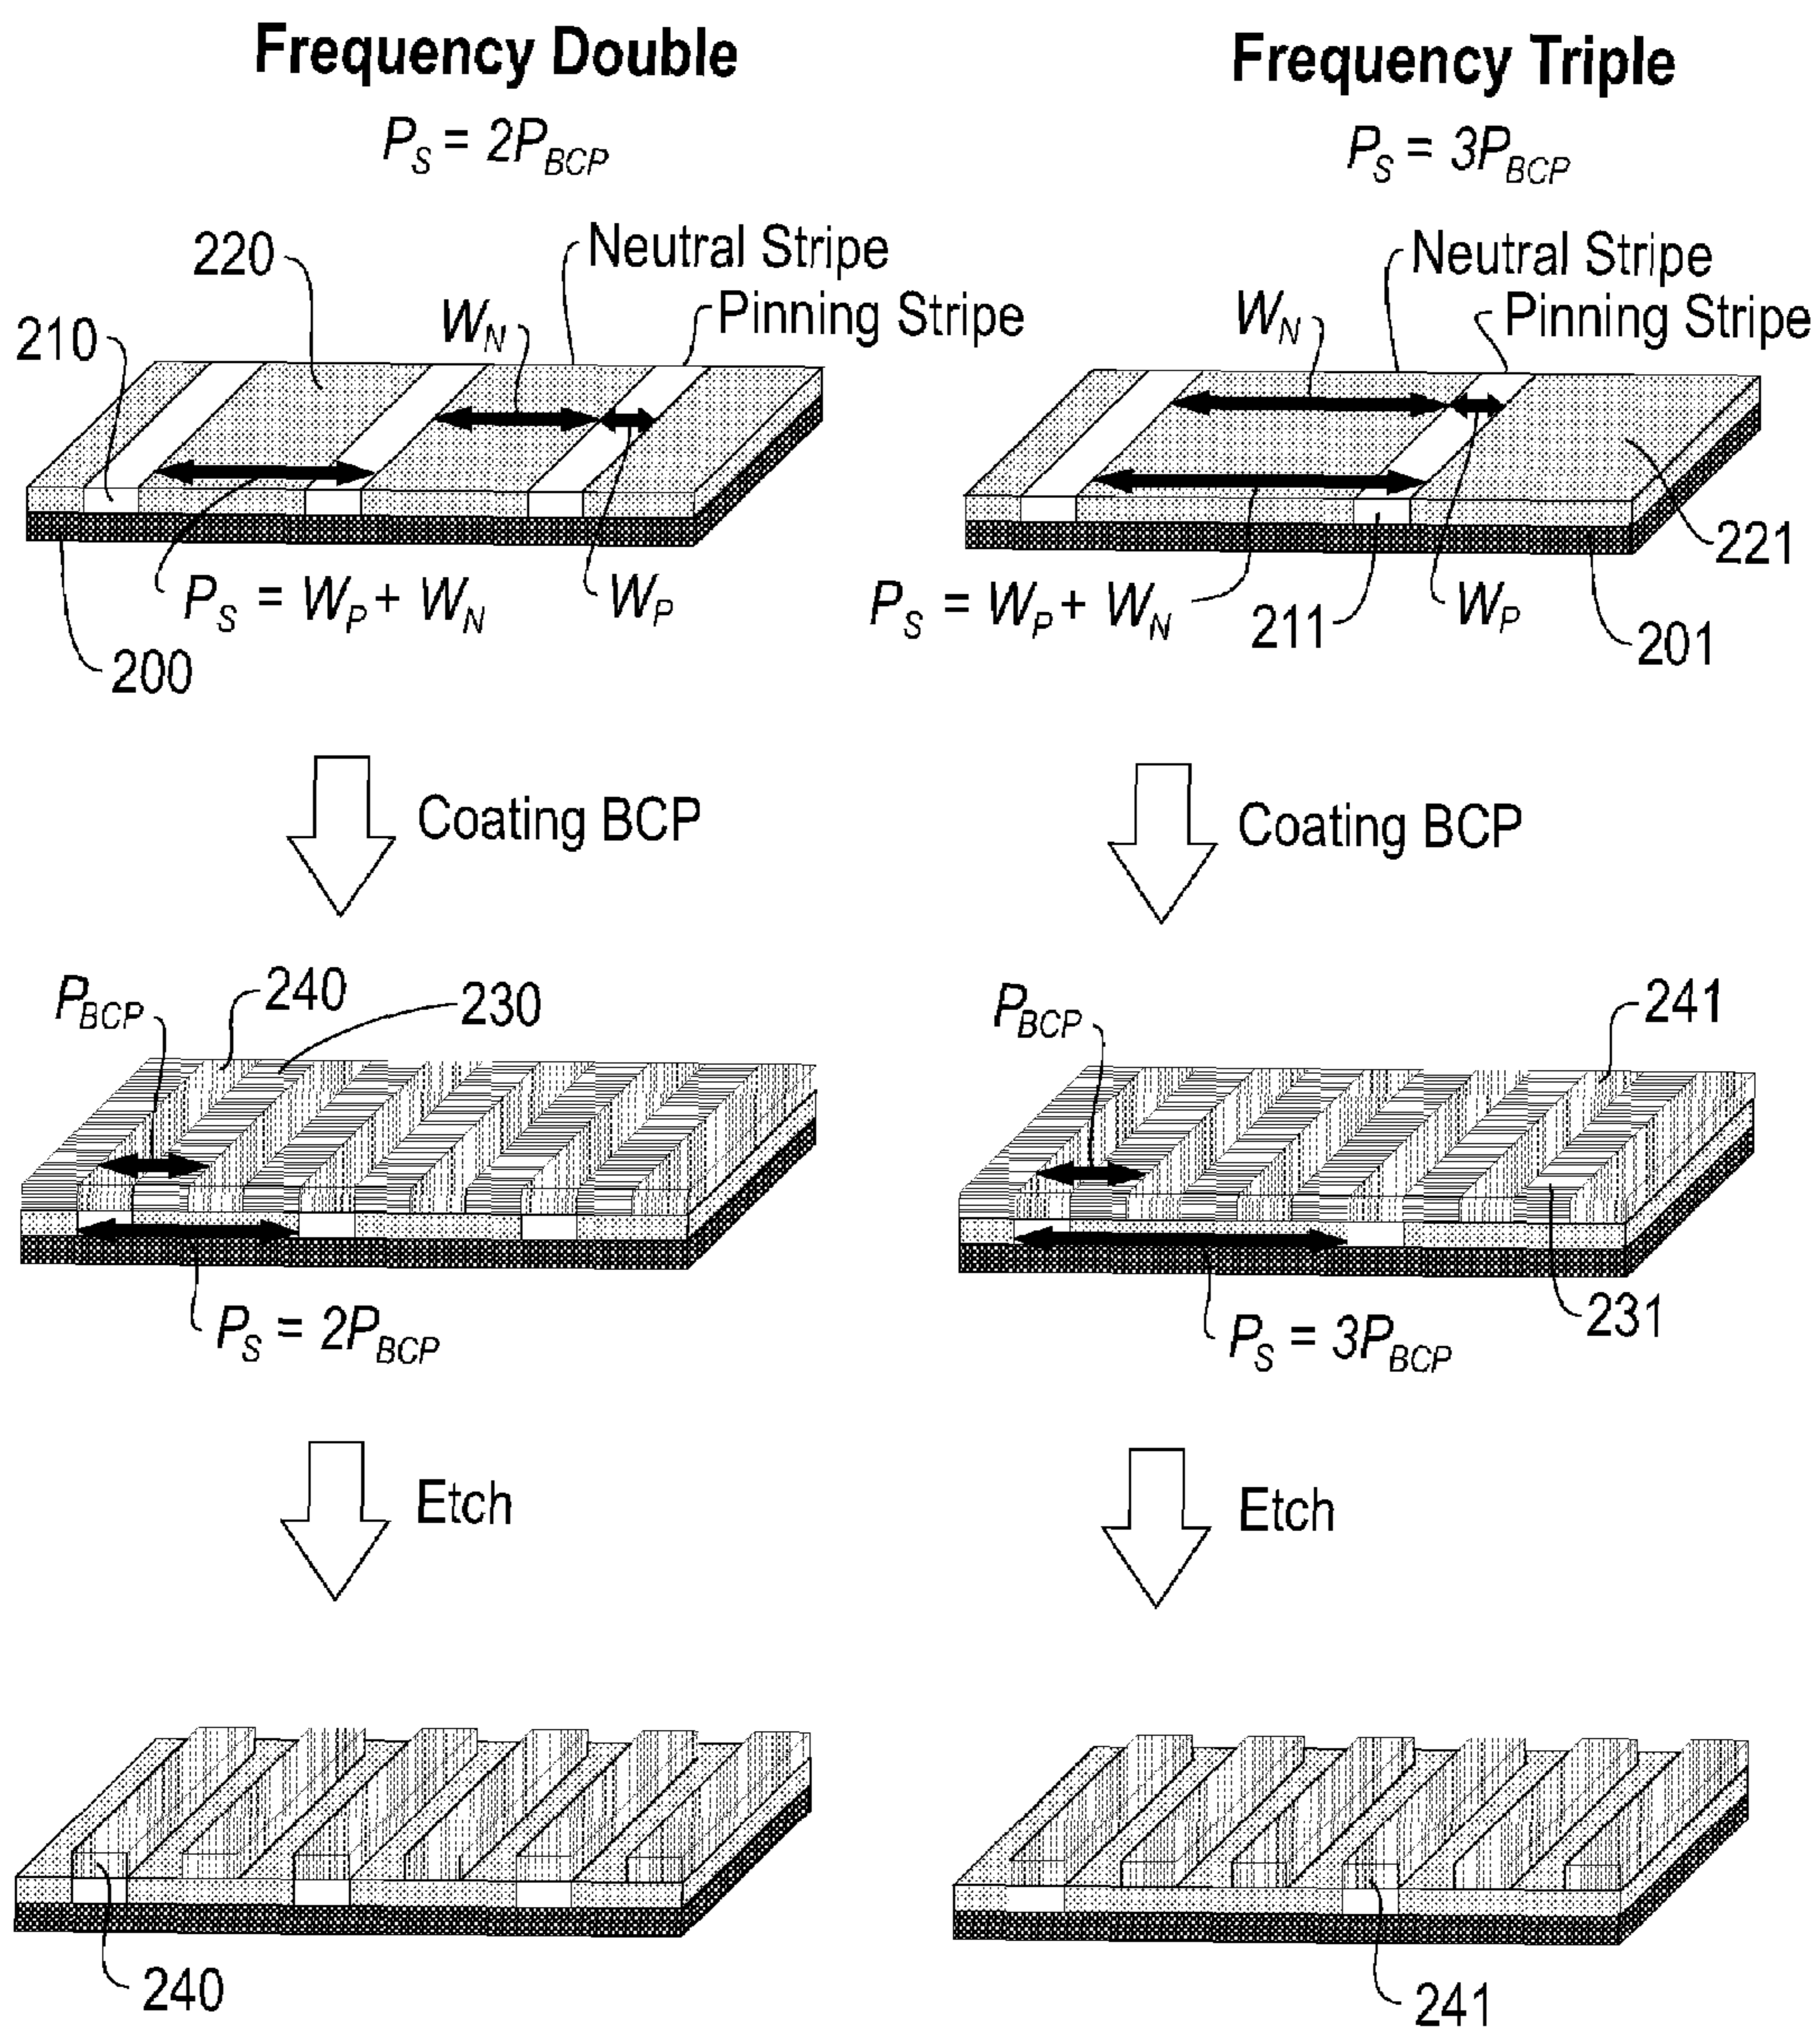 Frequency Double
P_S = 2P_BCP
220
Neutral Stripe
W_N
Pinning Stripe
210
P_S = W_P + W_N
W_P
200
Coating BCP
P_BCP
240
230
P_S = 2P_BCP
Etch
240
Frequency Triple
P_S = 3P_BCP
Neutral Stripe
W_N
Pinning Stripe
221
P_S = W_P + W_N
211
W_P
201
Coating BCP
P_BCP
241
231
P_S = 3P_BCP
Etch
241